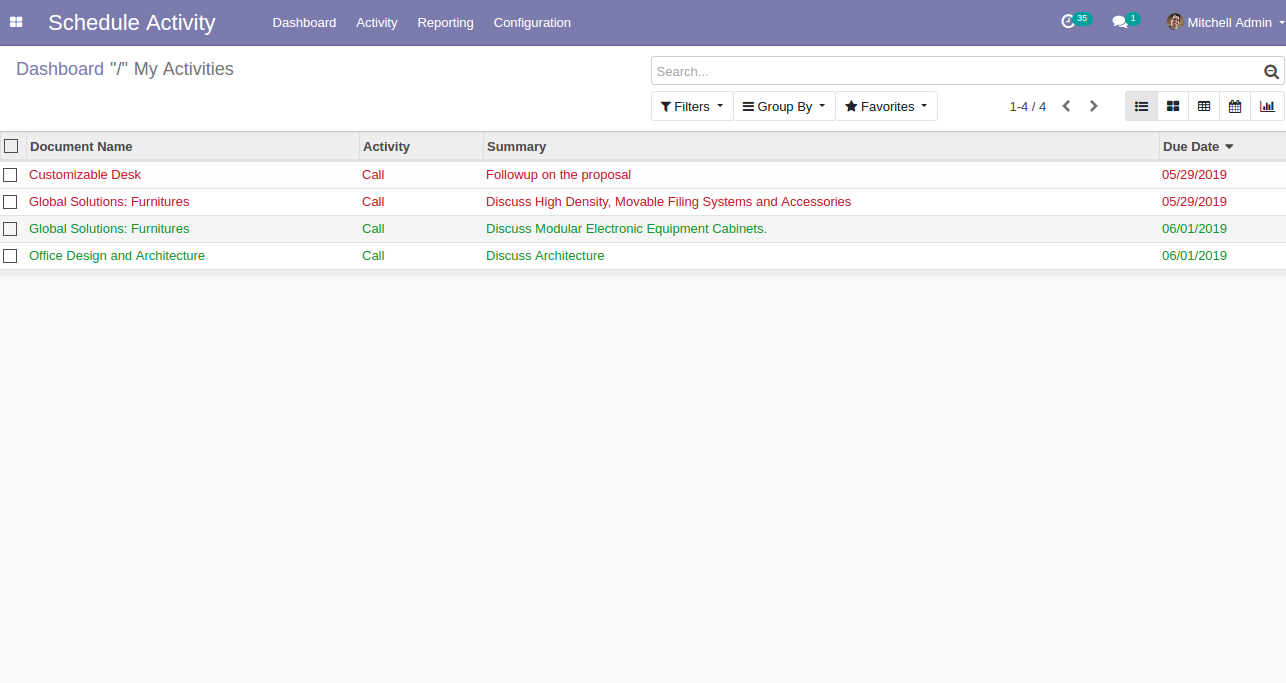 Schedule Activity Dashboard Activity Reporting Configuration 35 1 Mitchell Admin
Dashboard "/" My Activities
Search...
Filters Group By Favorites 1-4 / 4
Document Name Activity Summary Due Date
Customizable Desk Call Followup on the proposal 05/29/2019
Global Solutions: Furnitures Call Discuss High Density, Movable Filing Systems and Accessories 05/29/2019
Global Solutions: Furnitures Call Discuss Modular Electronic Equipment Cabinets. 06/01/2019
Office Design and Architecture Call Discuss Architecture 06/01/2019